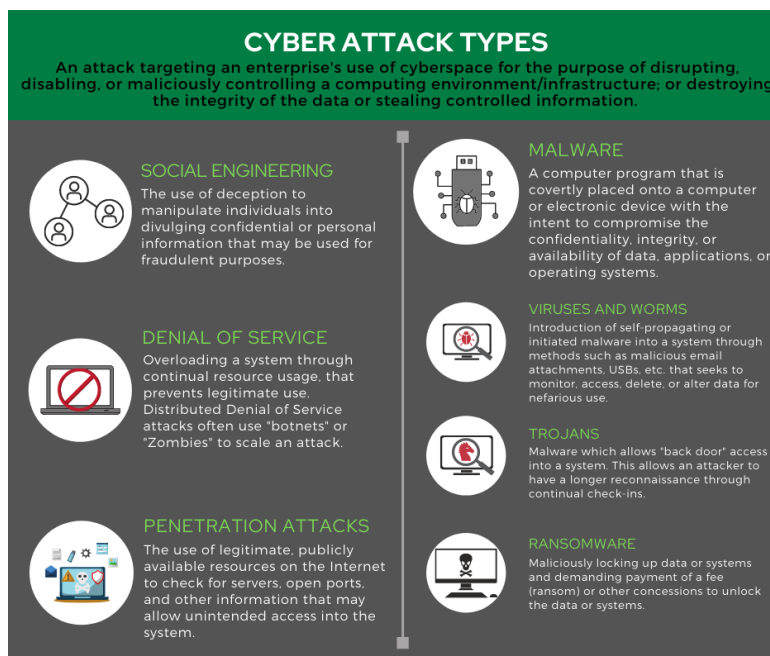 CYBER ATTACK TYPES
An attack targeting an enterprise's use of cyberspace for the purpose of disrupting,
disabling, or maliciously controlling a computing environment/infrastructure; or destroying
the integrity of the data or stealing controlled information.
SOCIAL ENGINEERING
The use of deception to
manipulate individuals into
divulging confidential or personal
information that may be used for
fraudulent purposes.
DENIAL OF SERVICE
Overloading a system through
continual resource usage, that
prevents legitimate use.
Distributed Denial of Service
attacks often use "botnets" or
"Zombies" to scale an attack.
PENETRATION ATTACKS
The use of legitimate, publicly
available resources on the Internet
to check for servers, open ports,
and other information that may
allow unintended access into the
system.
MALWARE
A computer program that is
covertly placed onto a computer
or electronic device with the
intent to compromise the
confidentiality, integrity, or
availability of data, applications, or
operating systems.
VIRUSES AND WORMS
Introduction of self-propagating or
initiated malware into a system through
methods such as malicious email
attachments, USBs, etc. that seeks to
monitor, access, delete, or alter data for
nefarious use.
TROJANS
Malware which allows "back door" access
into a system. This allows an attacker to
have a longer reconnaissance through
continual check-ins.
RANSOMWARE
Maliciously locking up data or systems
and demanding payment of a fee
(ransom) or other concessions to unlock
the data or systems.